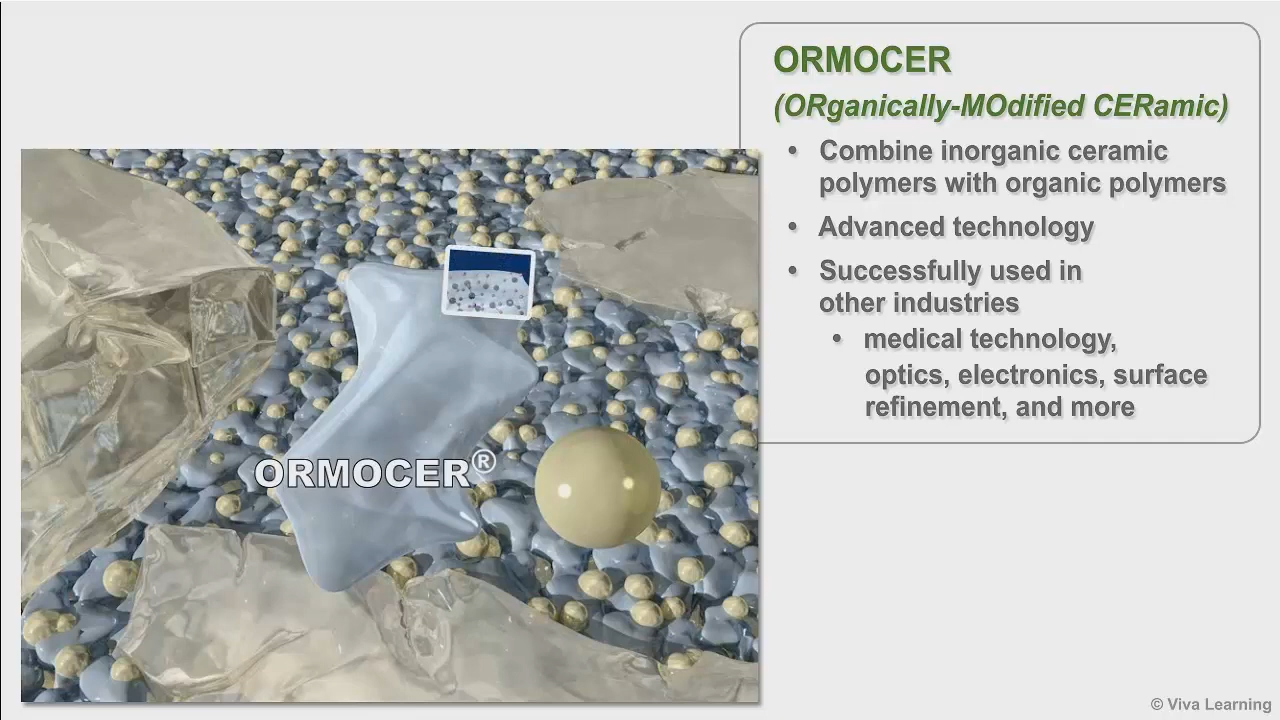 ORMOCER
(ORganically-MOdified CERamic)
• Combine inorganic ceramic
polymers with organic polymers
• Advanced technology
• Successfully used in
other industries
• medical technology,
optics, electronics, surface
refinement, and more
ORMOCER®
© Viva Learning